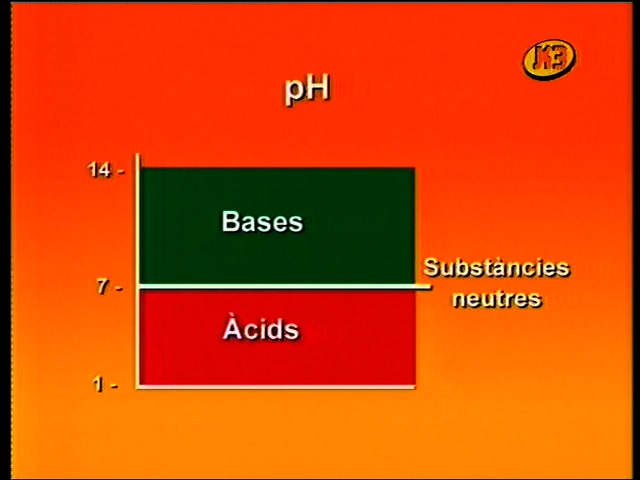 K3
pH
14 -
Bases
7 -
Substàncies
neutres
Àcids
1 -